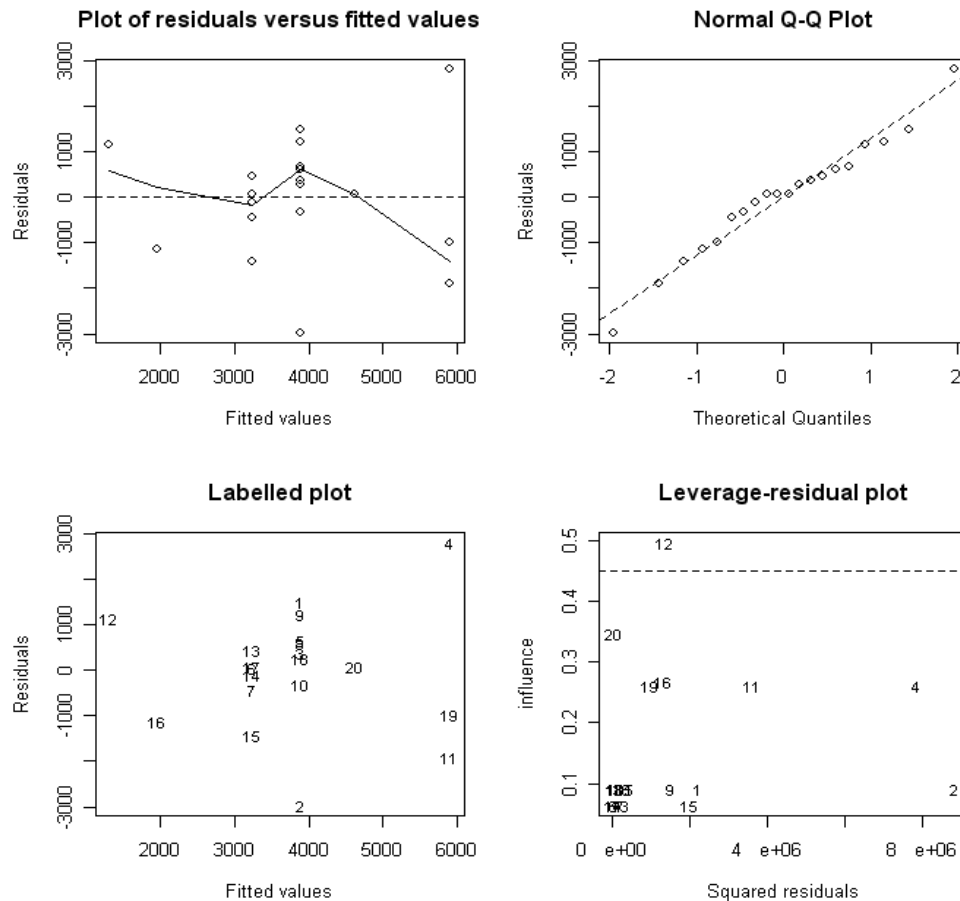 Plot of residuals versus fitted values
Residuals
3000
1000
0
-1000
-3000
2000 3000 4000 5000 6000
Fitted values
Normal Q-Q Plot
Residuals
3000
1000
0
-1000
-3000
-2 -1 0 1 2
Theoretical Quantiles
Labelled plot
Residuals
3000
1000
0
-1000
-3000
4
1
12
9
13
3
20
14
10
7
19
16
15
11
2
2000 3000 4000 5000 6000
Fitted values
Leverage-residual plot
influence
0.5
0.4
0.3
0.2
0.1
12
20
19 16 11 4
9 1 2
15
0 e+00 4 e+06 8 e+06
Squared residuals